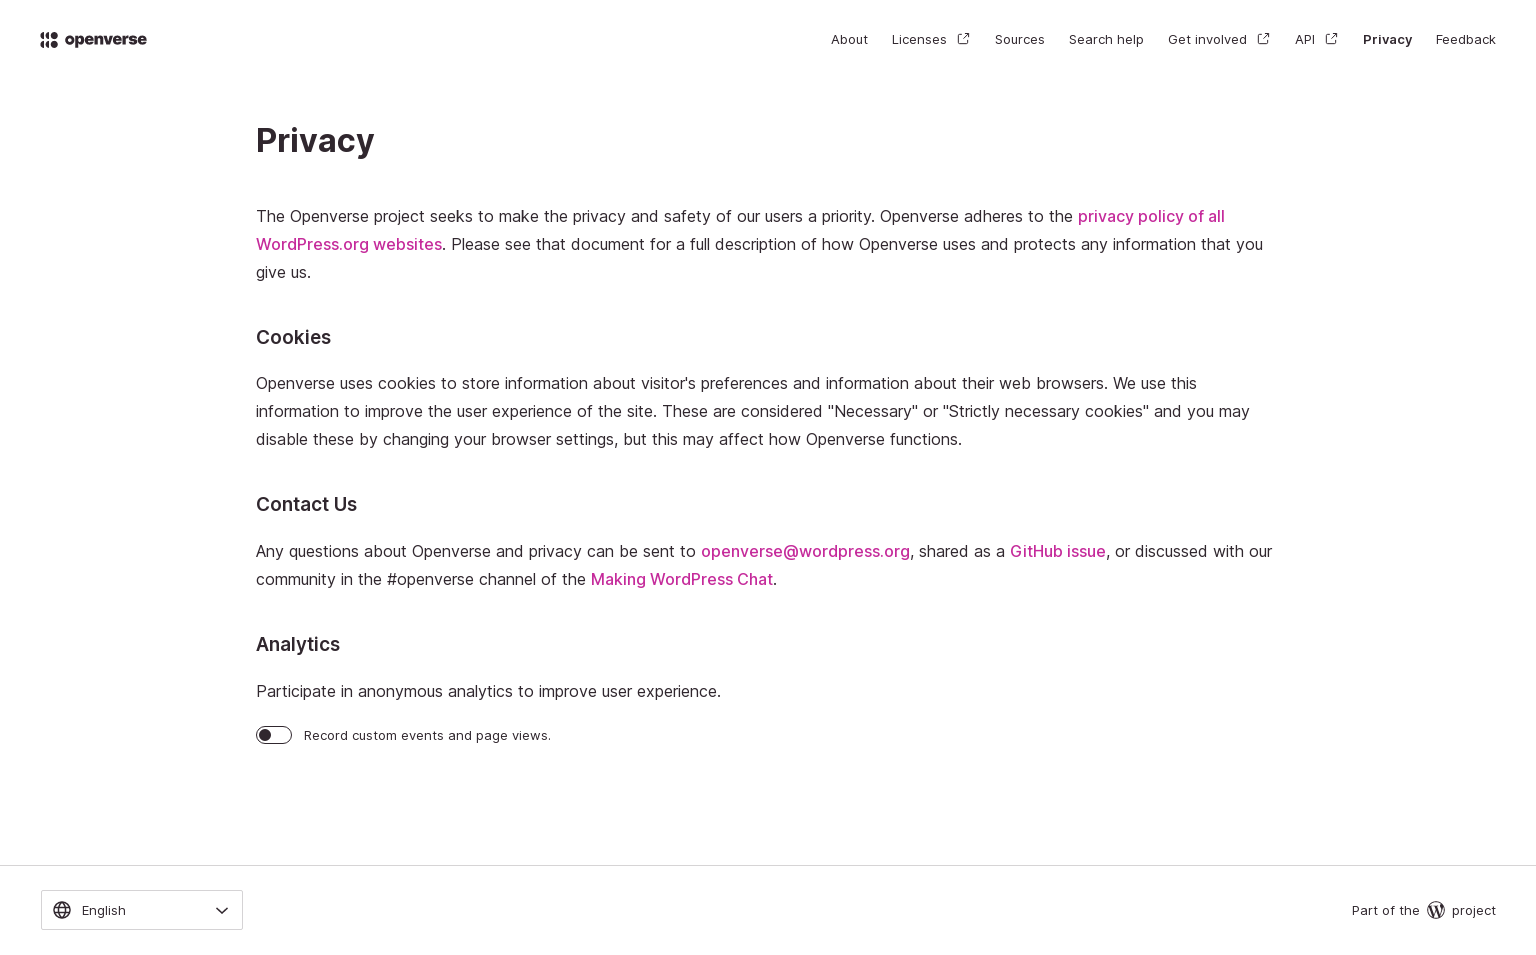 openverse
About
Licenses
Sources
Search help
Get involved
API
Privacy
Feedback
Privacy
The Openverse project seeks to make the privacy and safety of our users a priority. Openverse adheres to the privacy policy of all
WordPress.org websites. Please see that document for a full description of how Openverse uses and protects any information that you
give us.
Cookies
Openverse uses cookies to store information about visitor's preferences and information about their web browsers. We use this
information to improve the user experience of the site. These are considered "Necessary" or "Strictly necessary cookies" and you may
disable these by changing your browser settings, but this may affect how Openverse functions.
Contact Us
Any questions about Openverse and privacy can be sent to openverse@wordpress.org, shared as a GitHub issue, or discussed with our
community in the #openverse channel of the Making WordPress Chat.
Analytics
Participate in anonymous analytics to improve user experience.
Record custom events and page views.
English
Part of the project